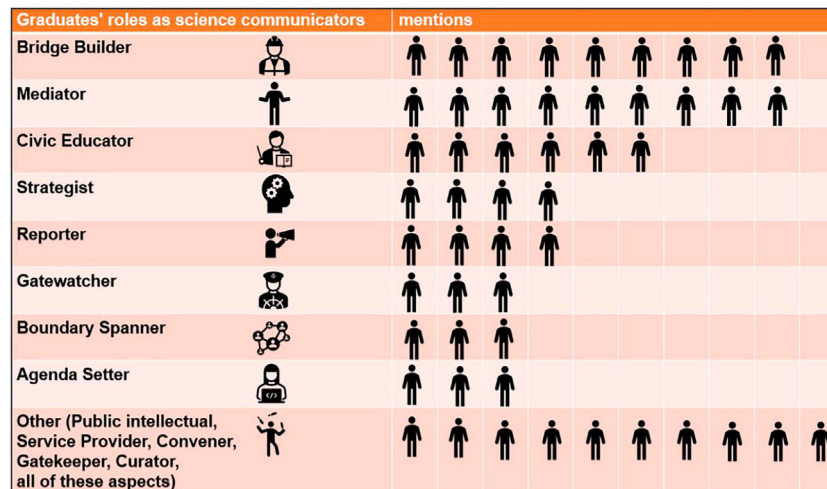 Graduates' roles as science communicators mentions
Bridge Builder
Mediator
Civic Educator
Strategist
Reporter
Gatewatcher
Boundary Spanner
Agenda Setter
Other (Public intellectual,
Service Provider, Convener,
Gatekeeper, Curator,
all of these aspects)